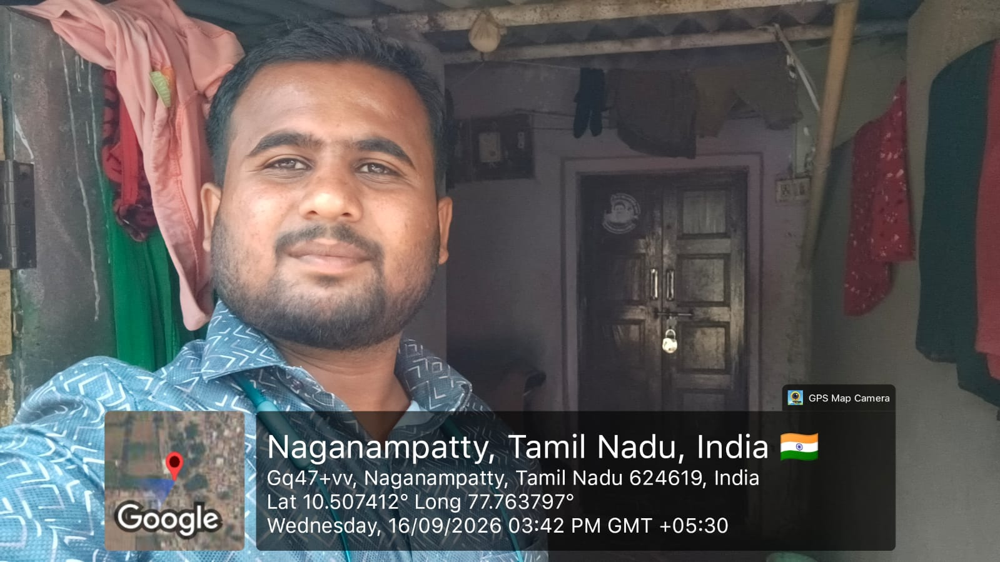 GPS Map Camera
Naganampatty, Tamil Nadu, India
Gq47+vv, Naganampatty, Tamil Nadu 624619, India
Lat 10.507412° Long 77.763797°
Wednesday, 16/09/2026 03:42 PM GMT +05:30
Google